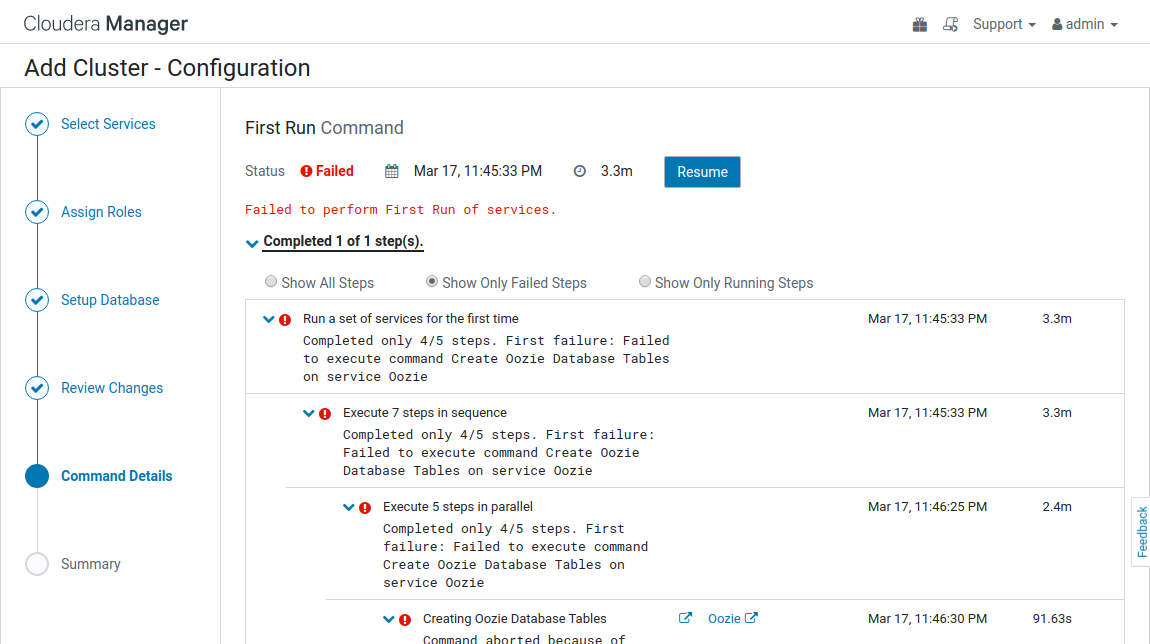 Cloudera Manager
Support
admin
Add Cluster - Configuration
Select Services
Assign Roles
Setup Database
Review Changes
Command Details
Summary
First Run Command
Status Failed Mar 17, 11:45:33 PM 3.3m Resume
Failed to perform First Run of services.
Completed 1 of 1 step(s).
Show All Steps Show Only Failed Steps Show Only Running Steps
Run a set of services for the first time Mar 17, 11:45:33 PM 3.3m
Completed only 4/5 steps. First failure: Failed
to execute command Create Oozie Database Tables
on service Oozie
Execute 7 steps in sequence Mar 17, 11:45:33 PM 3.3m
Completed only 4/5 steps. First failure:
Failed to execute command Create Oozie
Database Tables on service Oozie
Execute 5 steps in parallel Mar 17, 11:46:25 PM 2.4m
Completed only 4/5 steps. First
failure: Failed to execute command
Create Oozie Database Tables on
service Oozie
Creating Oozie Database Tables Oozie Mar 17, 11:46:30 PM 91.63s
Command aborted because of
Feedback